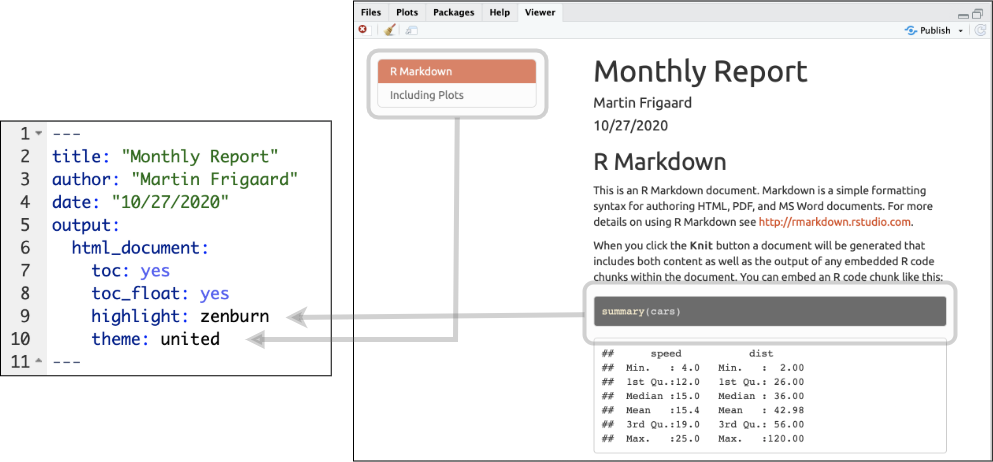 1 ---
2 title: "Monthly Report"
3 author: "Martin Frigaard"
4 date: "10/27/2020"
5 output:
6   html_document:
7     toc: yes
8     toc_float: yes
9     highlight: zenburn
10     theme: united
11 ---
Files Plots Packages Help Viewer
Publish
R Markdown
Including Plots
Monthly Report
Martin Frigaard
10/27/2020
R Markdown
This is an R Markdown document. Markdown is a simple formatting
syntax for authoring HTML, PDF, and MS Word documents. For more
details on using R Markdown see http://rmarkdown.rstudio.com.
When you click the Knit button a document will be generated that
includes both content as well as the output of any embedded R code
chunks within the document. You can embed an R code chunk like this:
summary(cars)
##      speed           dist
##  Min.   : 4.0   Min.   :  2.00
##  1st Qu.:12.0   1st Qu.: 26.00
##  Median :15.0   Median : 36.00
##  Mean   :15.4   Mean   : 42.98
##  3rd Qu.:19.0   3rd Qu.: 56.00
##  Max.   :25.0   Max.   :120.00